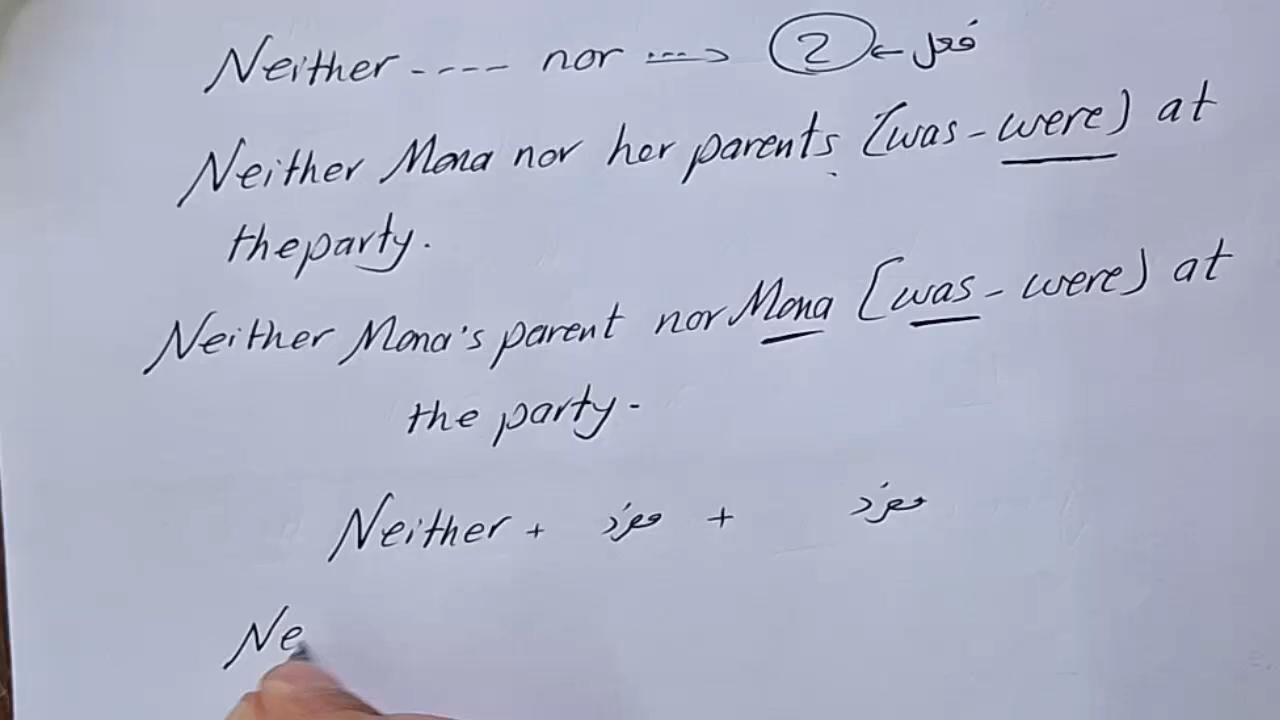 Neither ---- nor ---> 2 ← فعل
Neither Mona nor her parents (was - were) at
the party.
Neither Mona's parent nor Mona (was - were) at
the party.
Neither + مفرد + مفرد
Ne